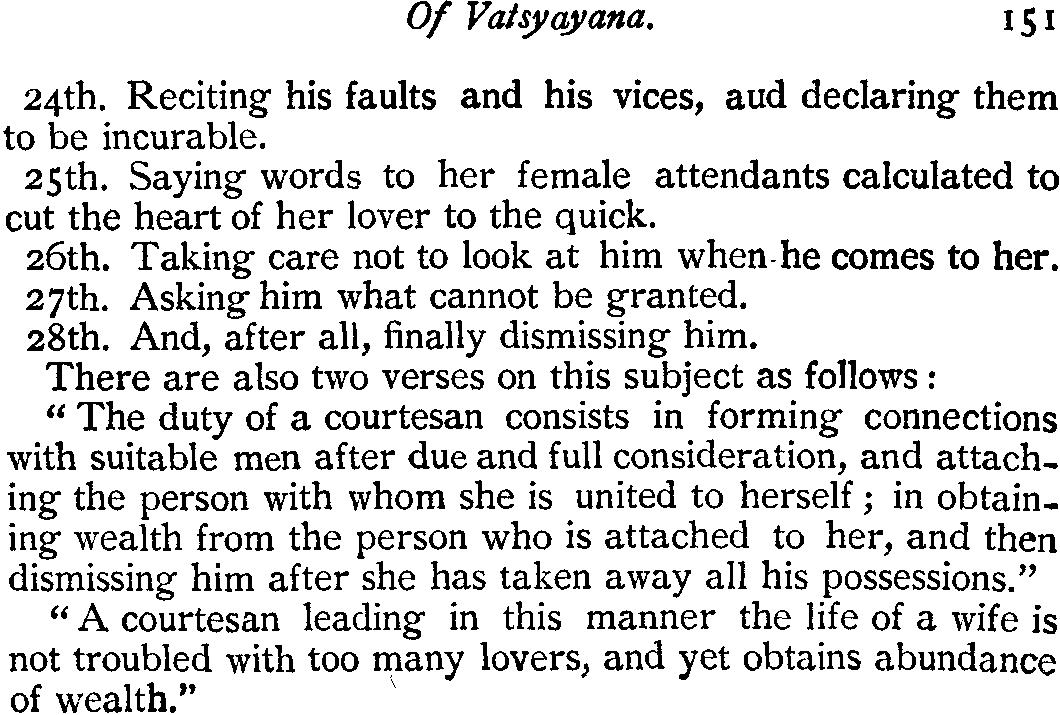 Of Vatsyayana. 151
24th. Reciting his faults and his vices, aud declaring them
to be incurable.
25th. Saying words to her female attendants calculated to
cut the heart of her lover to the quick.
26th. Taking care not to look at him when he comes to her.
27th. Asking him what cannot be granted.
28th. And, after all, finally dismissing him.
There are also two verses on this subject as follows :
“ The duty of a courtesan consists in forming connections
with suitable men after due and full consideration, and attach-
ing the person with whom she is united to herself ; in obtain-
ing wealth from the person who is attached to her, and then
dismissing him after she has taken away all his possessions.”
“ A courtesan leading in this manner the life of a wife is
not troubled with too many lovers, and yet obtains abundance
of wealth.”